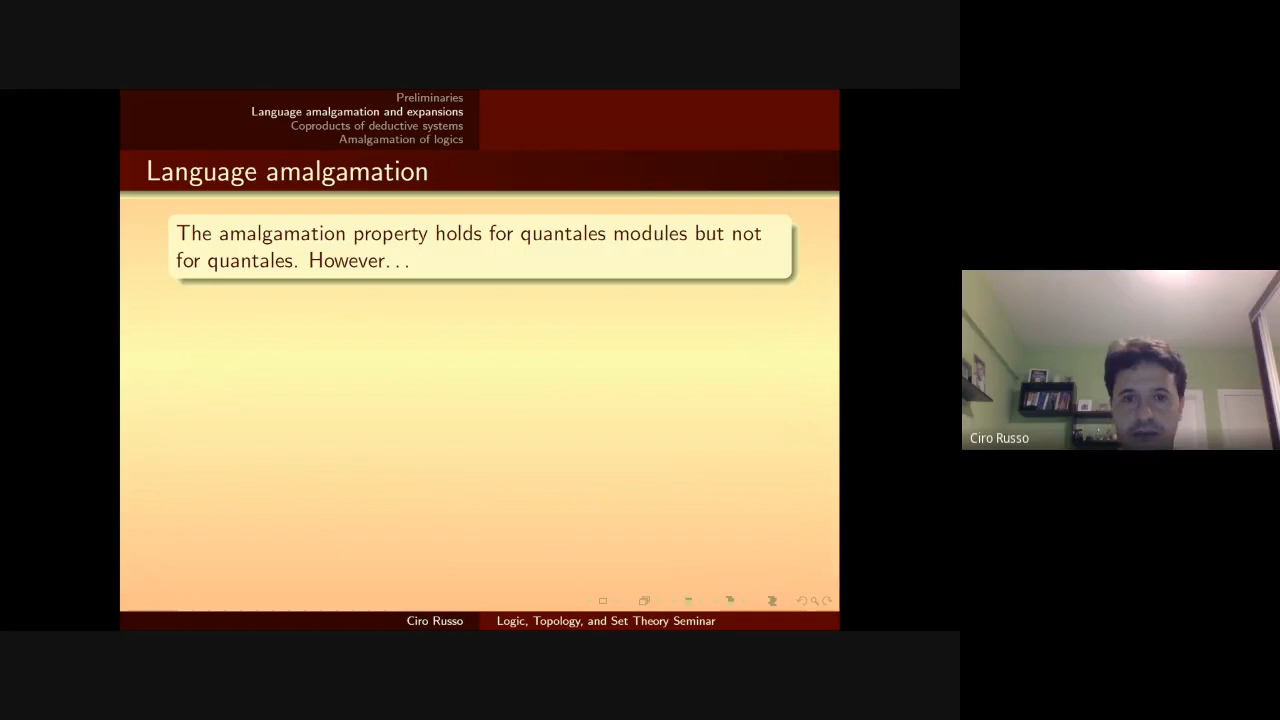 Preliminaries
Language amalgamation and expansions
Coproducts of deductive systems
Amalgamation of logics
Language amalgamation
The amalgamation property holds for quantales modules but not
for quantales. However...
Ciro Russo
Logic, Topology, and Set Theory Seminar
Ciro Russo